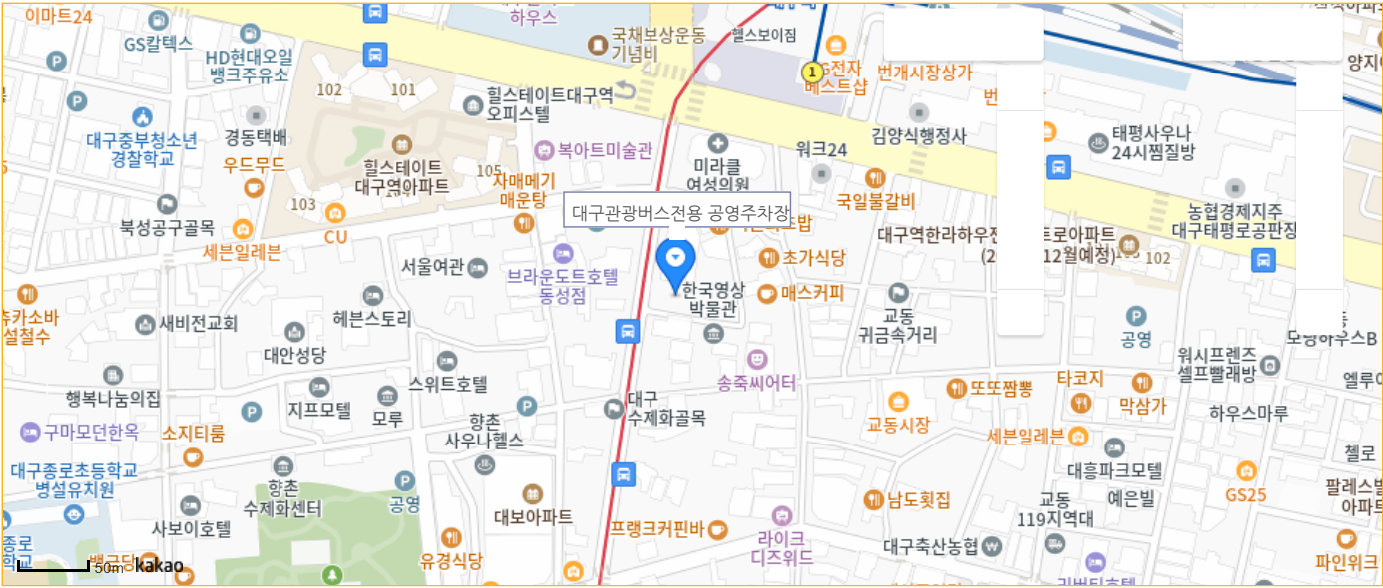 이마트24
GS칼텍스
HD현대오일
뱅크주유소
하우스
국채보상운동
기념비
헬스보이짐
1
전자
베스트샵
번개시장상가
102
101
힐스테이트대구역
오피스텔
경동택배
대구중부청소년
경찰학교
우드무드
힐스테이트
대구역아파트
105
103
북성공구골목
세븐일레븐
CU
자매메기
매운탕
복아트미술관
미라클
여성의원
워크24
김양식행정사
국일불갈비
태평사우나
24시찜질방
농협경제지주
대구태평로공판장
대구역한라하우젠
트로아파트
12월예정)
102
대구관광버스전용 공영주차장
초밥
초가식당
매스커피
한국영상
박물관
서울여관
브라운도트호텔
동성점
헤븐스토리
새비전교회
대안성당
교동
귀금속거리
공영
워시프렌즈
셀프빨래방
스위트호텔
송죽씨어터
행복나눔의집
지프모텔
모루
대구
수제화골목
향촌
사우나헬스
또또짬뽕
타코지
막삼가
하우스마루
교동시장
세븐일레븐
구마모던한옥
소지티룸
대구종로초등학교
병설유치원
향촌
수제화센터
공영
사보이호텔
대보아파트
프랭크커핀바
유경식당
라이크
디즈위드
남도횟집
대흥파크모텔
예은빌
교동
119지역대
대구축산농협
GS25
첼로
파인위크
50m
kakao